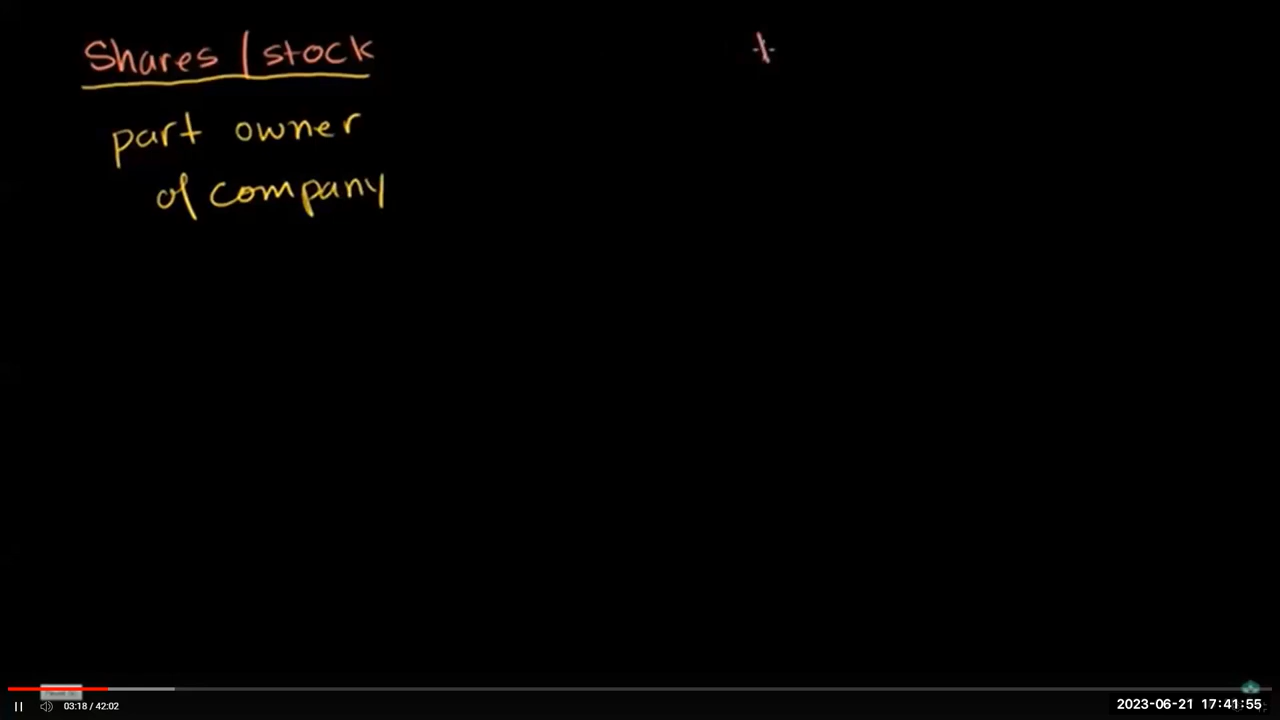 Shares | stock
part owner
of company
03:18 / 42:02
2023-06-21 17:41:55